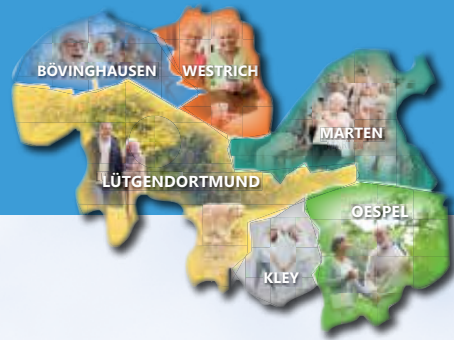 BÖVINGHAUSEN
WESTRICH
MARTEN
LÜTGENDORTMUND
OESPEL
KLEY